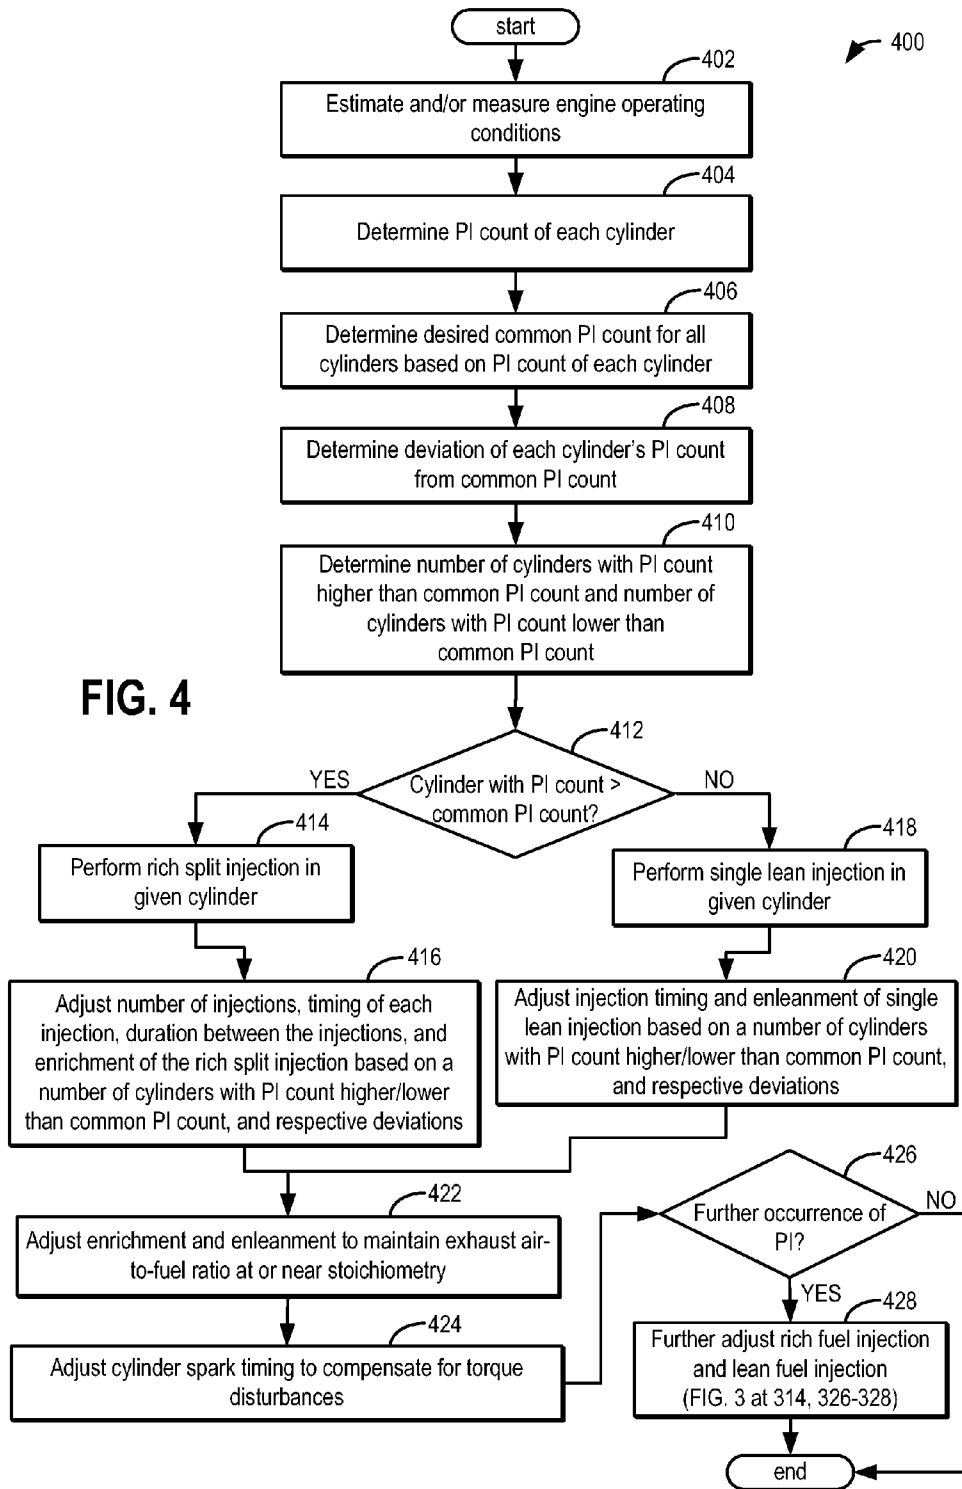 start
400
402
Estimate and/or measure engine operating
conditions
404
Determine PI count of each cylinder
406
Determine desired common PI count for all
cylinders based on PI count of each cylinder
408
Determine deviation of each cylinder's PI count
from common PI count
410
Determine number of cylinders with PI count
higher than common PI count and number of
cylinders with PI count lower than
common PI count
FIG. 4
412
Cylinder with PI count >
common PI count?
YES
NO
414
Perform rich split injection in
given cylinder
418
Perform single lean injection in
given cylinder
416
Adjust number of injections, timing of each
injection, duration between the injections, and
enrichment of the rich split injection based on a
number of cylinders with PI count higher/lower
than common PI count, and respective deviations
420
Adjust injection timing and enleanment of single
lean injection based on a number of cylinders
with PI count higher/lower than common PI count,
and respective deviations
422
Adjust enrichment and enleanment to maintain exhaust air-
to-fuel ratio at or near stoichiometry
424
Adjust cylinder spark timing to compensate for torque
disturbances
426
Further occurrence of
PI?
NO
YES
428
Further adjust rich fuel injection
and lean fuel injection
(FIG. 3 at 314, 326-328)
end